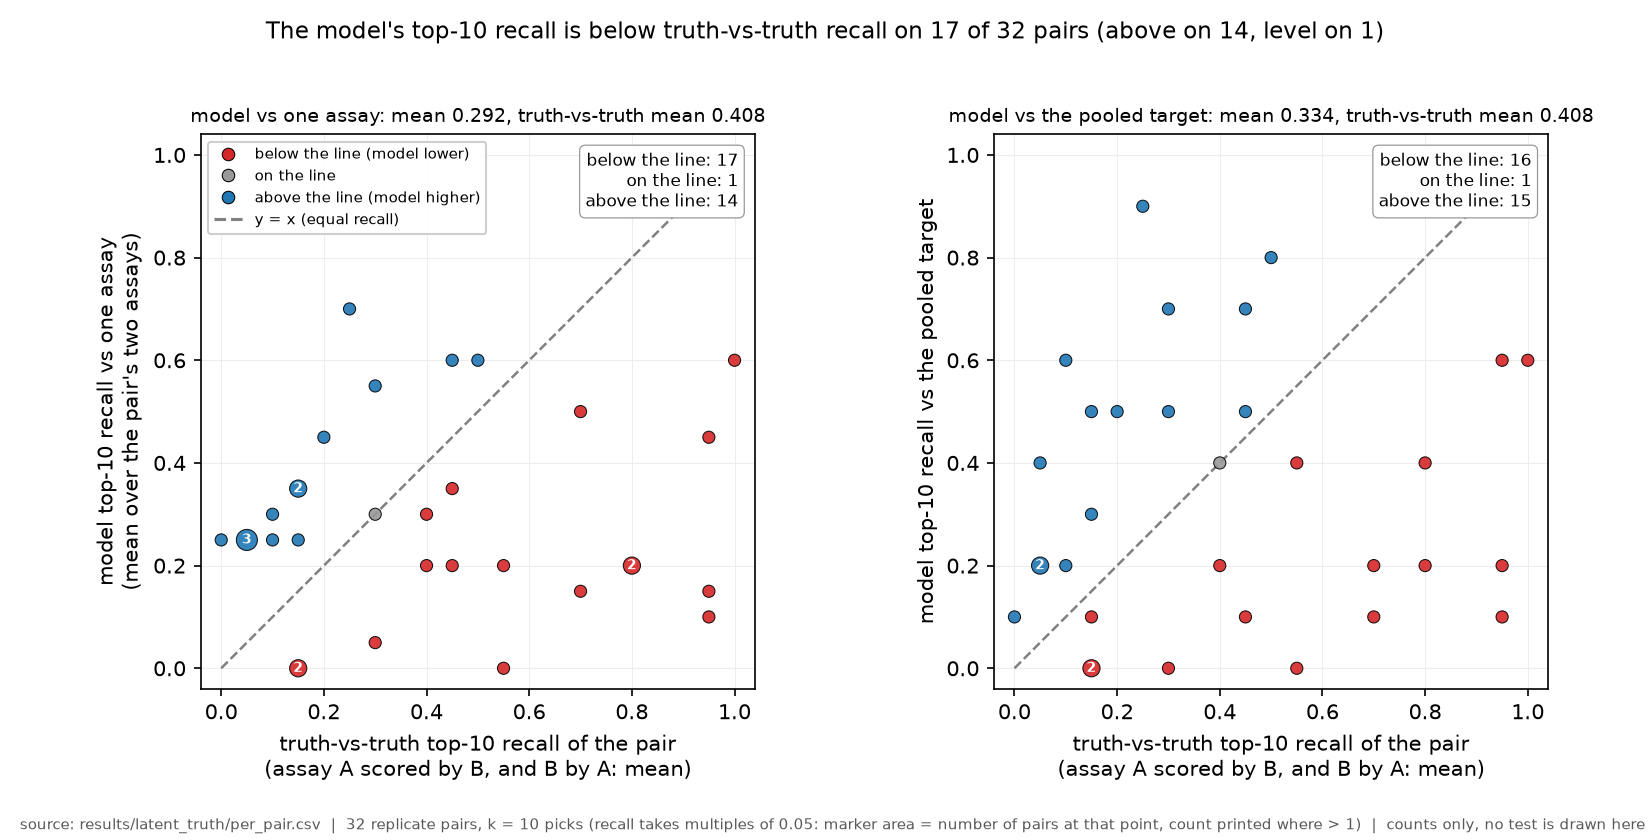 The model's top-10 recall is below truth-vs-truth recall on 17 of 32 pairs (above on 14, level on 1)
model vs one assay: mean 0.292, truth-vs-truth mean 0.408
below the line (model lower)
on the line
above the line (model higher)
y = x (equal recall)
below the line: 17
on the line: 1
above the line: 14
model top-10 recall vs one assay
(mean over the pair's two assays)
1.0
0.8
0.6
0.4
0.2
0.0
2
3
2
2
0.0 0.2 0.4 0.6 0.8 1.0
truth-vs-truth top-10 recall of the pair
(assay A scored by B, and B by A: mean)
model vs the pooled target: mean 0.334, truth-vs-truth mean 0.408
below the line: 16
on the line: 1
above the line: 15
model top-10 recall vs the pooled target
1.0
0.8
0.6
0.4
0.2
0.0
2
2
0.0 0.2 0.4 0.6 0.8 1.0
truth-vs-truth top-10 recall of the pair
(assay A scored by B, and B by A: mean)
source: results/latent_truth/per_pair.csv | 32 replicate pairs, k = 10 picks (recall takes multiples of 0.05: marker area = number of pairs at that point, count printed where > 1) | counts only, no test is drawn here